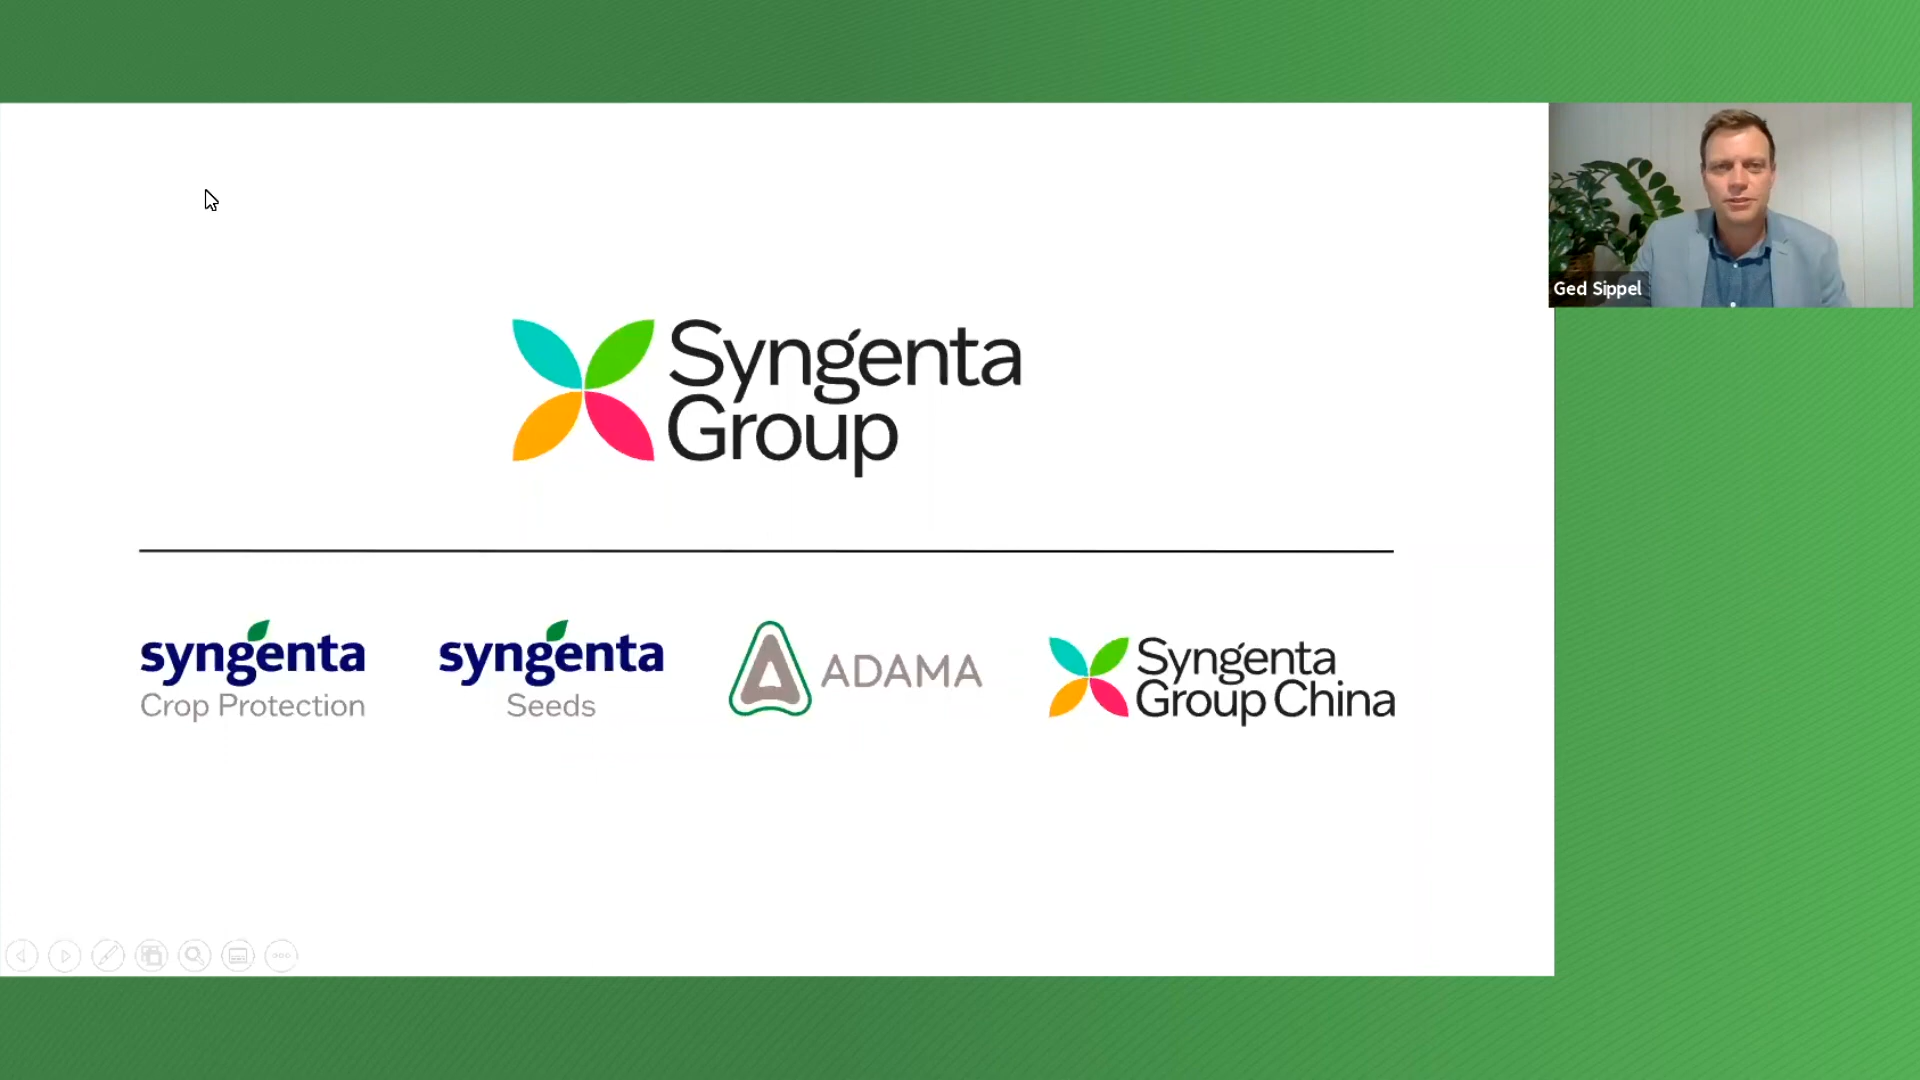 Syngenta
Group
syngenta
Crop Protection
syngenta
Seeds
ADAMA
Syngenta
Group China
Ged Sippel